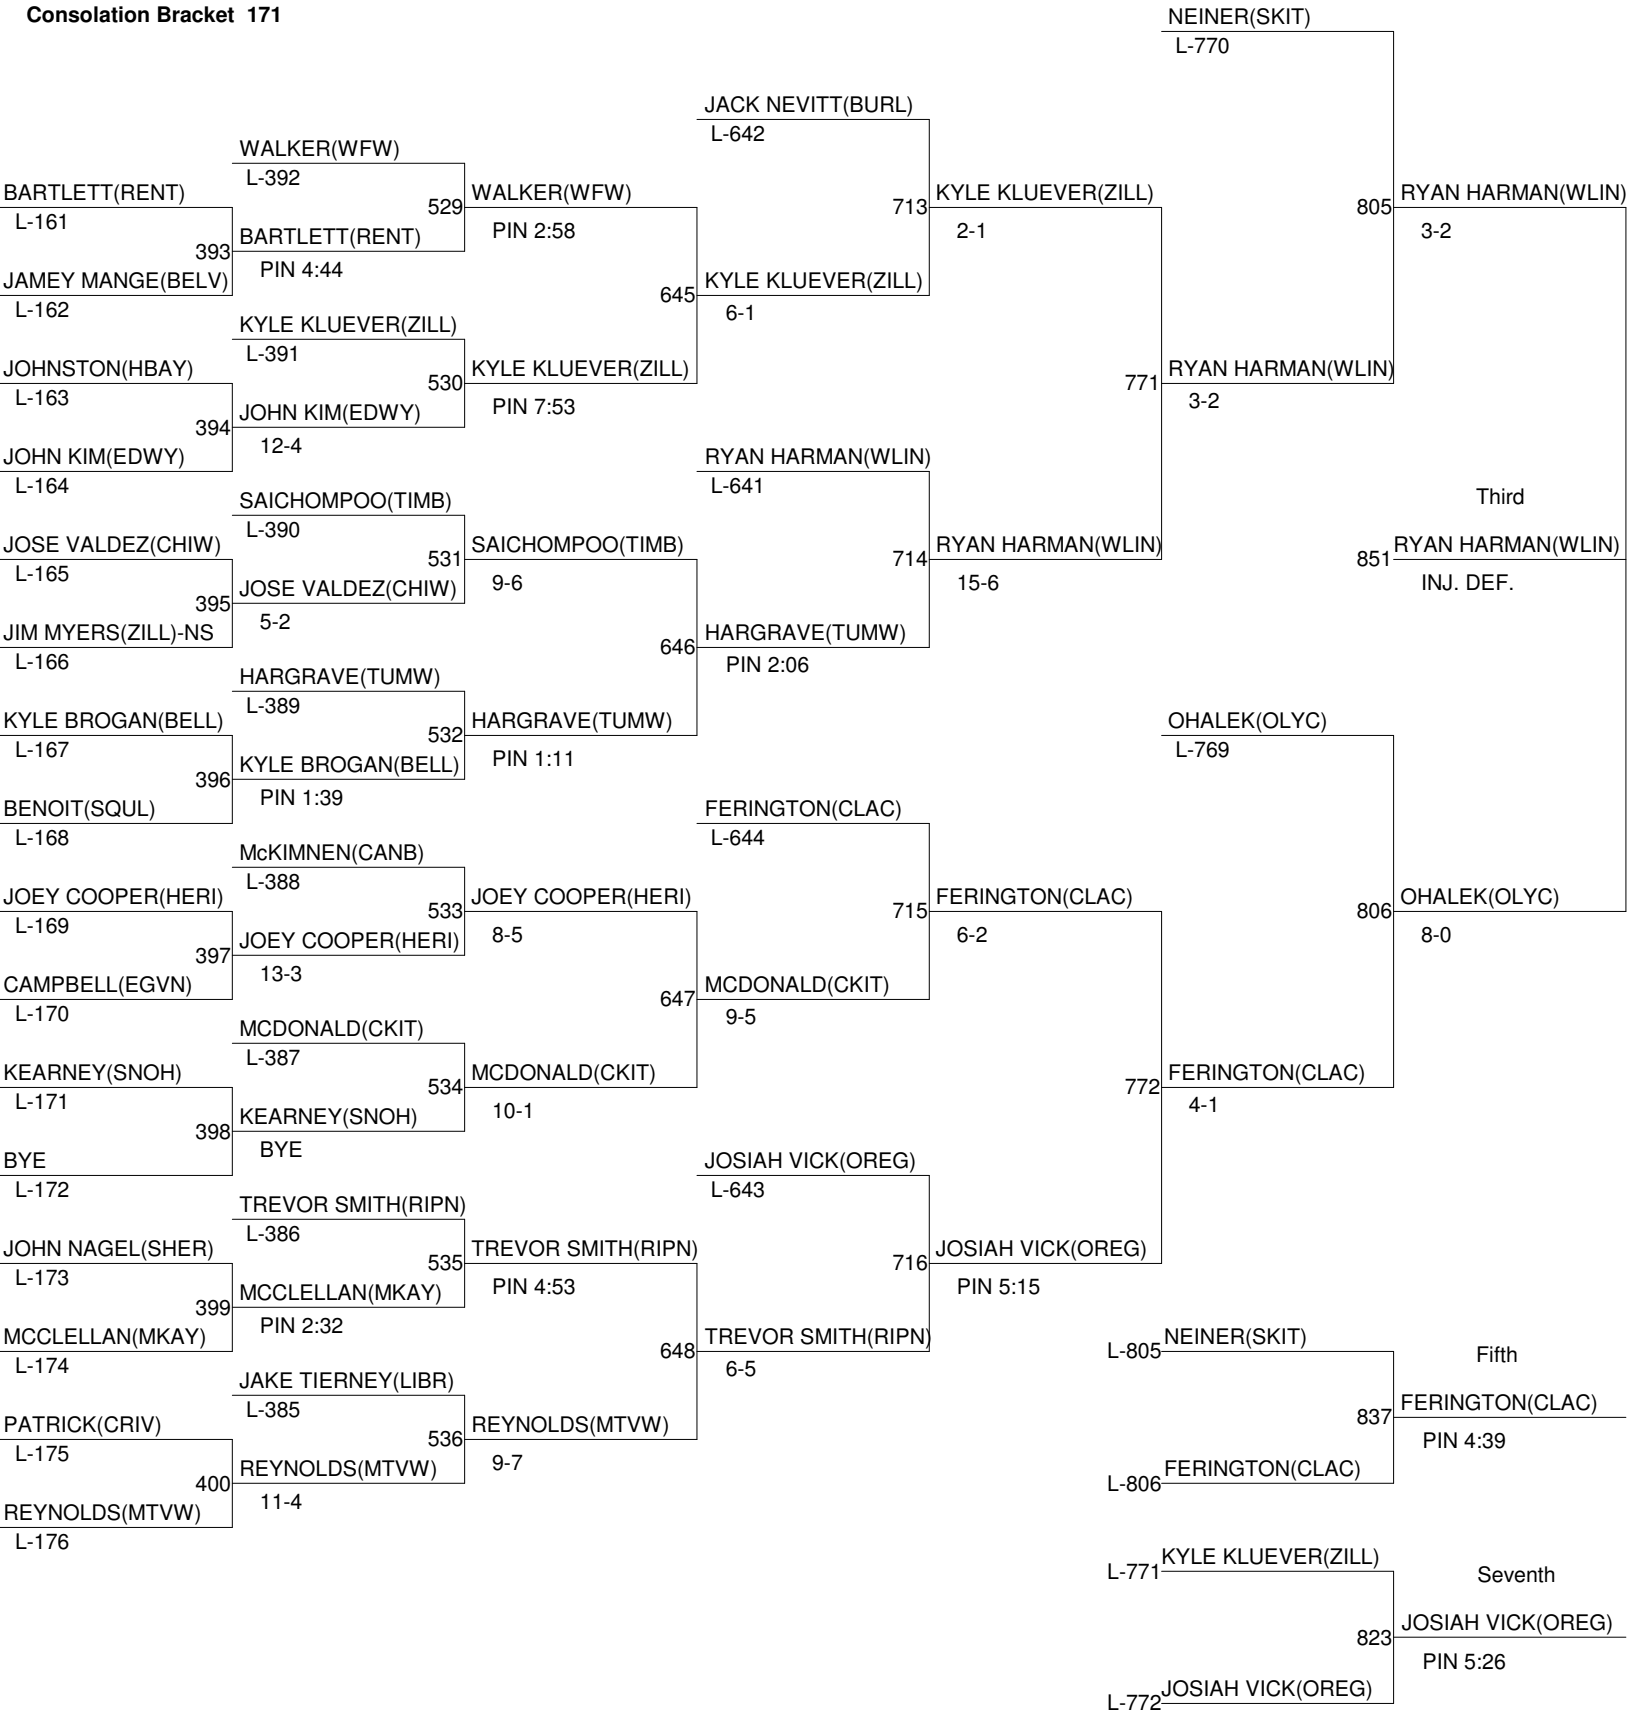 Consolation Bracket 171
BARTLETT(RENT)
L-161
JAMEY MANGE(BELV)
L-162
JOHNSTON(HBAY)
L-163
JOHN KIM(EDWY)
L-164
JOSE VALDEZ(CHIW)
L-165
JIM MYERS(ZILL)-NS
L-166
KYLE BROGAN(BELL)
L-167
BENOIT(SQUL)
L-168
JOEY COOPER(HERI)
L-169
CAMPBELL(EGVN)
L-170
KEARNEY(SNOH)
L-171
BYE
L-172
JOHN NAGEL(SHER)
L-173
MCCLELLAN(MKAY)
L-174
PATRICK(CRIV)
L-175
REYNOLDS(MTVW)
L-176
WALKER(WFW)
L-392
393
BARTLETT(RENT)
PIN 4:44
KYLE KLUEVER(ZILL)
L-391
394
JOHN KIM(EDWY)
12-4
SAICHOMPOO(TIMB)
L-390
395
JOSE VALDEZ(CHIW)
5-2
HARGRAVE(TUMW)
L-389
396
KYLE BROGAN(BELL)
PIN 1:39
McKIMNEN(CANB)
L-388
397
JOEY COOPER(HERI)
13-3
MCDONALD(CKIT)
L-387
398
KEARNEY(SNOH)
BYE
TREVOR SMITH(RIPN)
L-386
399
MCCLELLAN(MKAY)
PIN 2:32
JAKE TIERNEY(LIBR)
L-385
400
REYNOLDS(MTVW)
11-4
529
WALKER(WFW)
PIN 2:58
530
KYLE KLUEVER(ZILL)
PIN 7:53
531
SAICHOMPOO(TIMB)
9-6
532
HARGRAVE(TUMW)
PIN 1:11
533
JOEY COOPER(HERI)
8-5
534
MCDONALD(CKIT)
10-1
535
TREVOR SMITH(RIPN)
PIN 4:53
536
REYNOLDS(MTVW)
9-7
JACK NEVITT(BURL)
L-642
645
KYLE KLUEVER(ZILL)
6-1
RYAN HARMAN(WLIN)
L-641
646
HARGRAVE(TUMW)
PIN 2:06
FERINGTON(CLAC)
L-644
647
MCDONALD(CKIT)
9-5
JOSIAH VICK(OREG)
L-643
648
TREVOR SMITH(RIPN)
6-5
713
KYLE KLUEVER(ZILL)
2-1
714
RYAN HARMAN(WLIN)
15-6
715
FERINGTON(CLAC)
6-2
716
JOSIAH VICK(OREG)
PIN 5:15
NEINER(SKIT)
L-770
771
RYAN HARMAN(WLIN)
3-2
OHALEK(OLYC)
L-769
772
FERINGTON(CLAC)
4-1
805
RYAN HARMAN(WLIN)
3-2
Third
851
RYAN HARMAN(WLIN)
INJ. DEF.
806
OHALEK(OLYC)
8-0
L-805
NEINER(SKIT)
Fifth
837
FERINGTON(CLAC)
PIN 4:39
L-806
FERINGTON(CLAC)
L-771
KYLE KLUEVER(ZILL)
Seventh
823
JOSIAH VICK(OREG)
PIN 5:26
L-772
JOSIAH VICK(OREG)